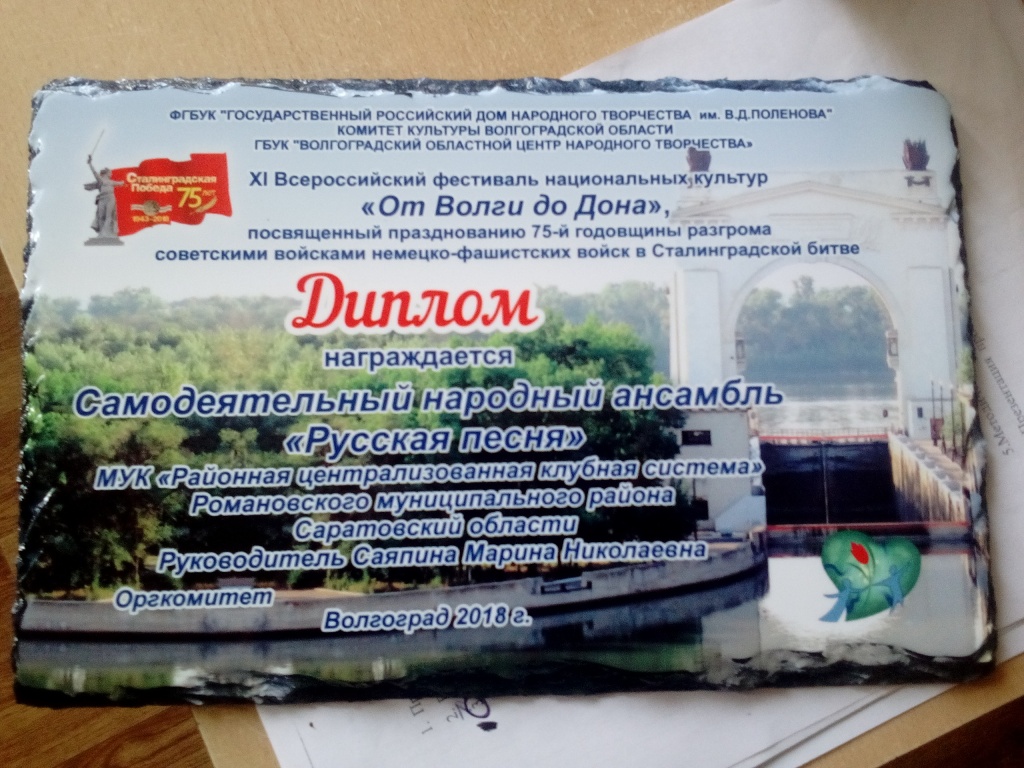 ФГБУК "ГОСУДАРСТВЕННЫЙ РОССИЙСКИЙ ДОМ НАРОДНОГО ТВОРЧЕСТВА им. В.Д.ПОЛЕНОВА"
КОМИТЕТ КУЛЬТУРЫ ВОЛГОГРАДСКОЙ ОБЛАСТИ
ГБУК "ВОЛГОГРАДСКИЙ ОБЛАСТНОЙ ЦЕНТР НАРОДНОГО ТВОРЧЕСТВА»
Сталинградская
Победа 75 лет
1943-2018
XI Всероссийский фестиваль национальных культур
«От Волги до Дона»,
посвященный празднованию 75-й годовщины разгрома
советскими войсками немецко-фашистских войск в Сталинградской битве
Диплом
награждается
Самодеятельный народный ансамбль
«Русская песня»
МУК «Районная централизованная клубная система»
Романовского муниципального района
Саратовский области
Руководитель Саяпина Марина Николаевна
Оргкомитет
Волгоград 2018 г.